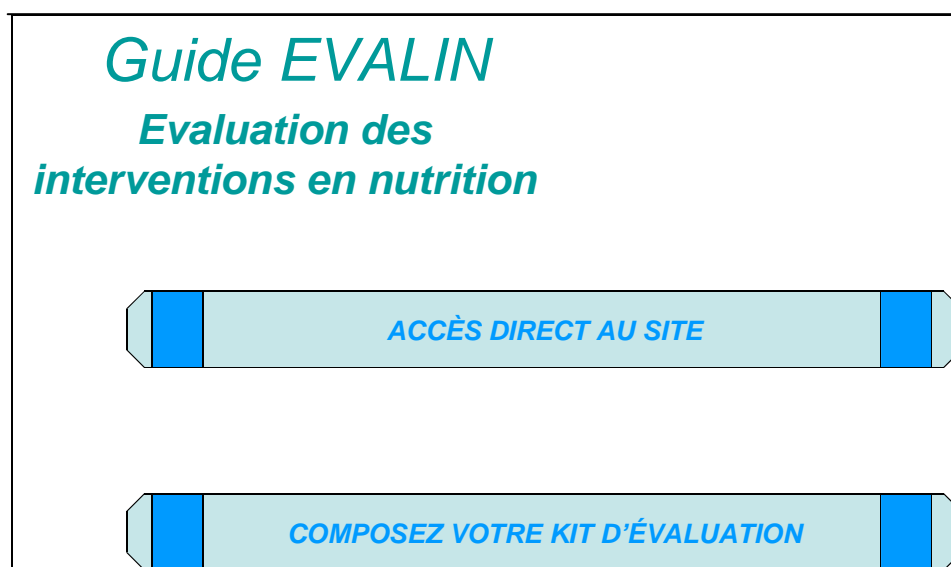 Guide EVALIN
Evaluation des
interventions en nutrition
ACCÈS DIRECT AU SITE
COMPOSEZ VOTRE KIT D’ÉVALUATION